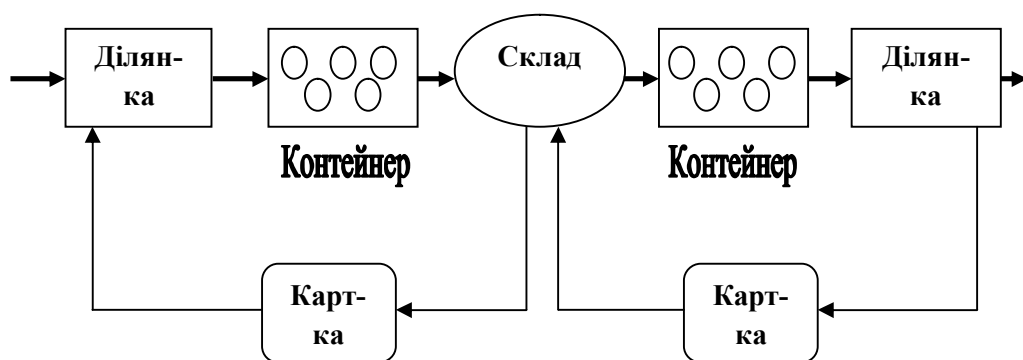 Ділян-
ка
Склад
Ділян-
ка
Контейнер
Контейнер
Карт-
ка
Карт-
ка